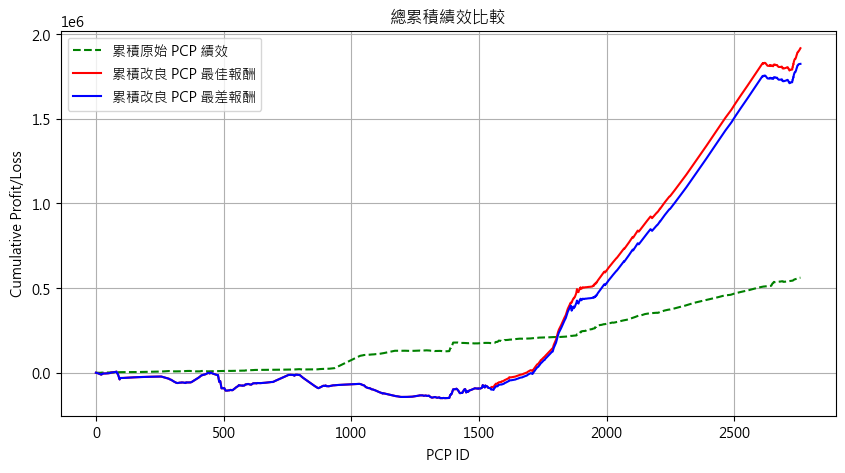 總累積績效比較
1e6
累積原始 PCP 績效
累積改良 PCP 最佳報酬
累積改良 PCP 最差報酬
Cumulative Profit/Loss
2.0
1.5
1.0
0.5
0.0
0
500
1000
1500
2000
2500
PCP ID